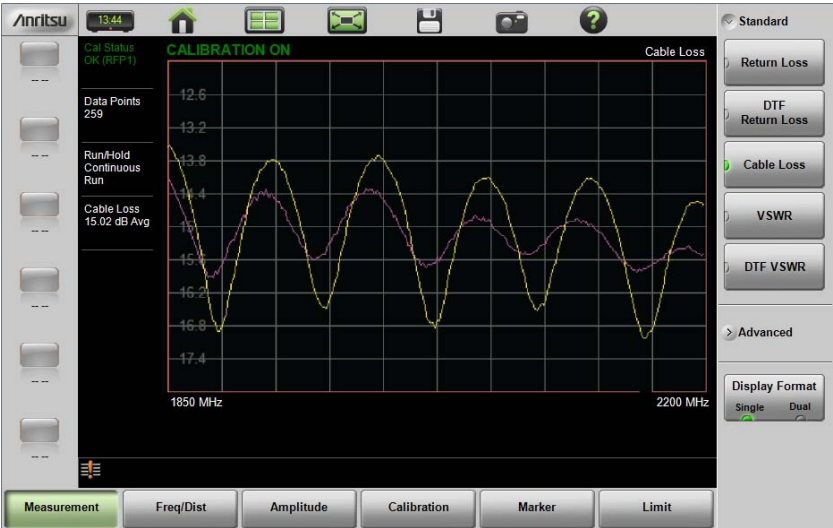 Anritsu
13:44
?
Standard
Cal Status
OK (RFP1)
CALIBRATION ON
Cable Loss
Return Loss
-- --
Data Points
259
12.6
DTF
Return Loss
13.2
-- --
Run/Hold
Continuous
Run
13.8
Cable Loss
14.4
Cable Loss
15.02 dB Avg
VSWR
15
-- --
15.6
DTF VSWR
16.2
-- --
16.8
Advanced
17.4
-- --
Display Format
Single Dual
1850 MHz
2200 MHz
-- --
Measurement
Freq/Dist
Amplitude
Calibration
Marker
Limit